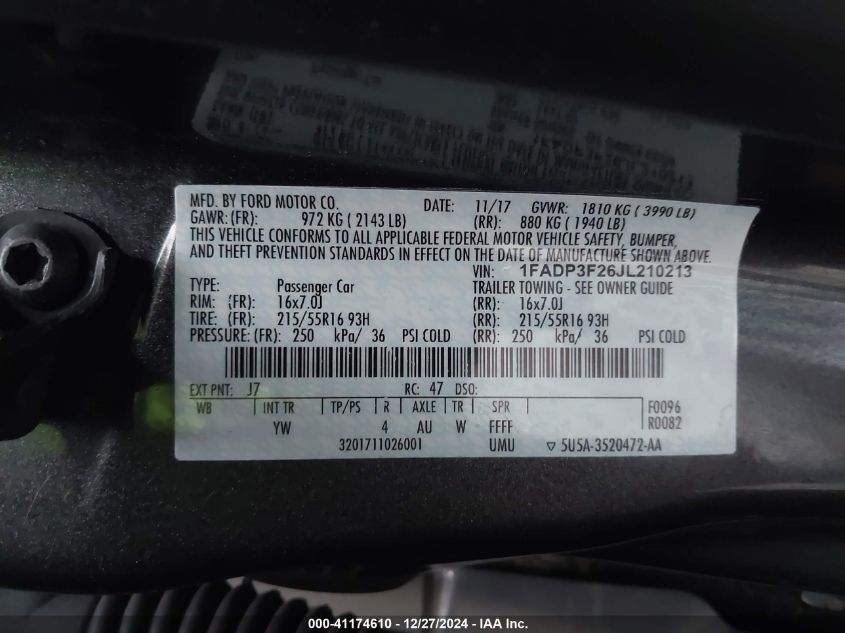 MFD. BY FORD MOTOR CO. DATE: 11/17 GVWR: 1810 KG ( 3990 LB)
GAWR: (FR): 972 KG ( 2143 LB) (RR): 880 KG ( 1940 LB)
THIS VEHICLE CONFORMS TO ALL APPLICABLE FEDERAL MOTOR VEHICLE SAFETY, BUMPER,
AND THEFT PREVENTION STANDARDS IN EFFECT ON THE DATE OF MANUFACTURE SHOWN ABOVE.
VIN: 1FADP3F26JL210213
TYPE: Passenger Car TRAILER TOWING - SEE OWNER GUIDE
RIM: (FR): 16x7.0J (RR): 16x7.0J
TIRE: (FR): 215/55R16 93H (RR): 215/55R16 93H
PRESSURE: (FR): 250 kPa/ 36 PSI COLD (RR): 250 kPa/ 36 PSI COLD
EXT PNT: J7 RC: 47 DSO:
WB INT TR TP/PS R AXLE TR SPR F0096
YW 4 AU W FFFF R0082
3201711026001 UMU ▽ 5U5A-3520472-AA
000-41174610 - 12/27/2024 - IAA Inc.